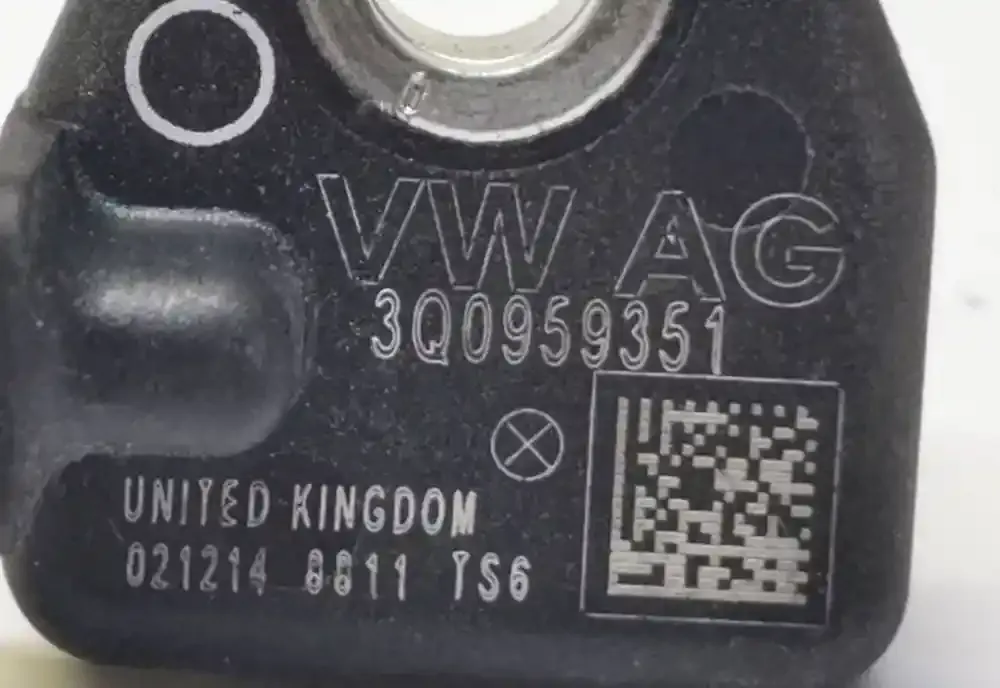 VW AG
3Q0959351
UNITED KINGDOM
021214 8811 TS6